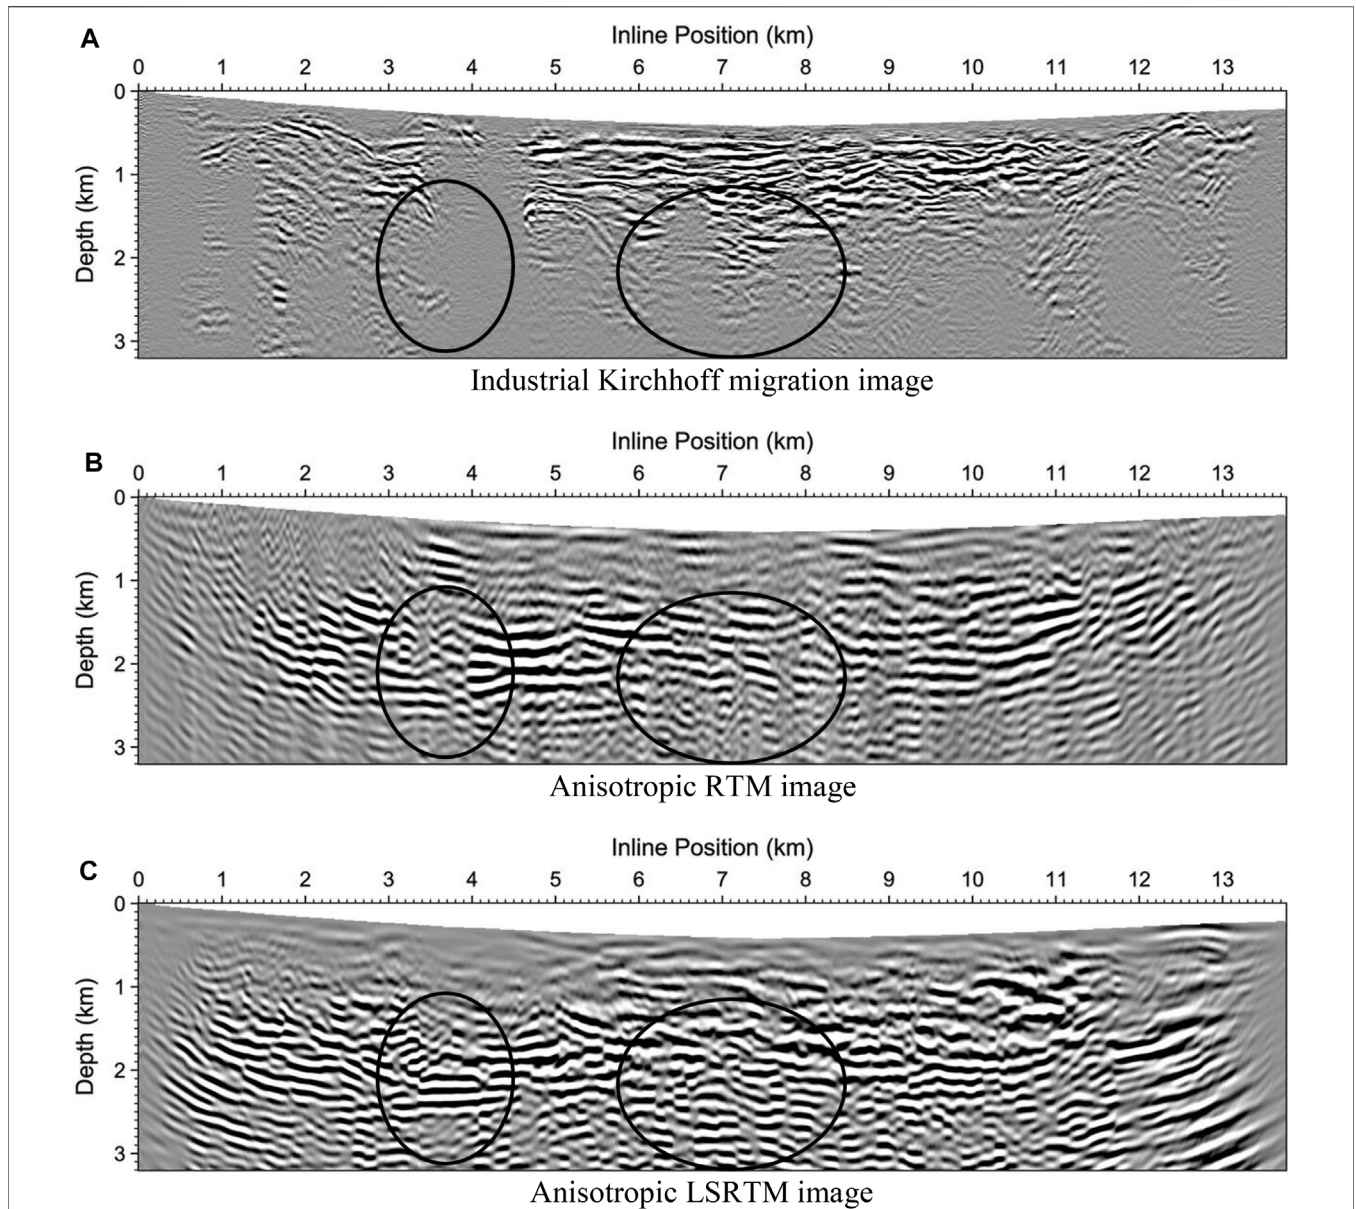 A
Inline Position (km)
0 1 2 3 4 5 6 7 8 9 10 11 12 13
Depth (km)
0
1
2
3
Industrial Kirchhoff migration image
B
Inline Position (km)
0 1 2 3 4 5 6 7 8 9 10 11 12 13
Depth (km)
0
1
2
3
Anisotropic RTM image
C
Inline Position (km)
0 1 2 3 4 5 6 7 8 9 10 11 12 13
Depth (km)
0
1
2
3
Anisotropic LSRTM image